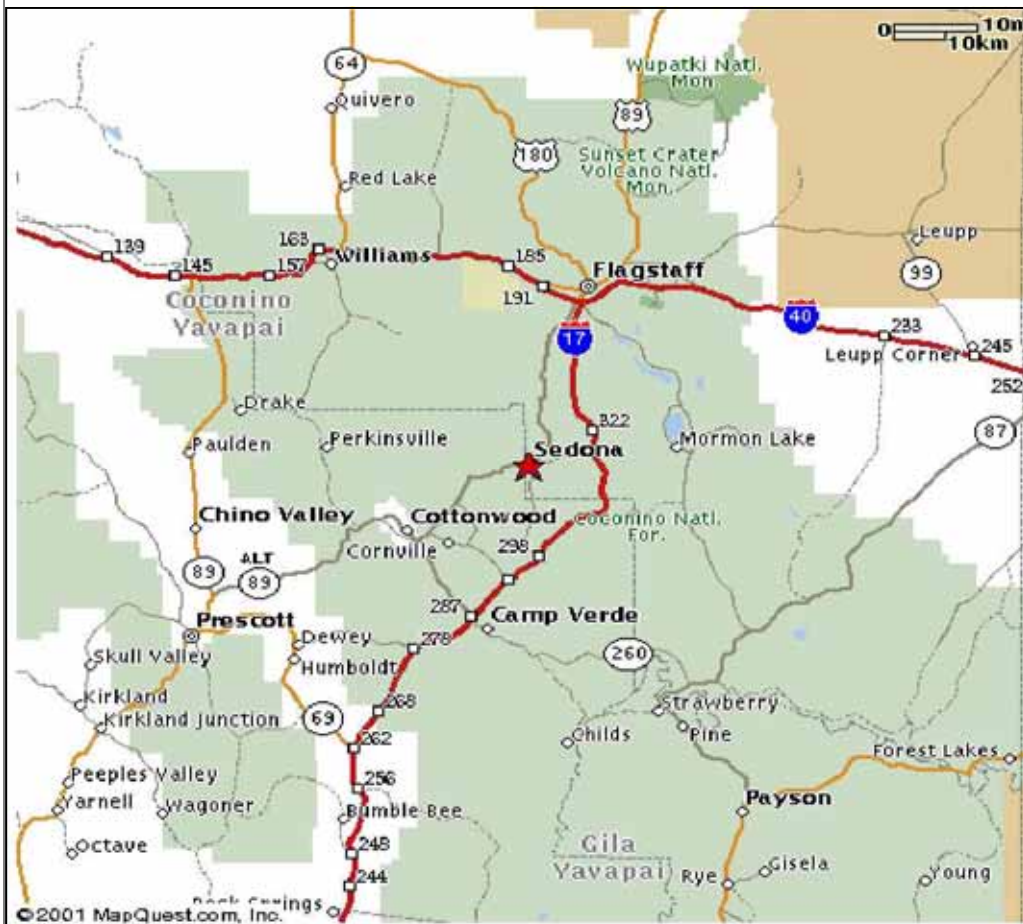 0 10m
10km
64
Wupatki Natl.
Mon.
Quivero
89
180
Sunset Crater
Volcano Natl.
Mon.
Red Lake
Leupp
139
163
Williams
185
Flagstaff
99
145
157
191
Coconino
Yavapai
17
40
233
Leupp Corner
245
252
Drake
322
87
Paulden
Perkinsville
Sedona
Mormon Lake
Chino Valley
Cottonwood
Coconino Natl.
For.
Cornville
298
ALT
89
89
287
Camp Verde
Prescott
Dewey
278
260
Skull Valley
Humboldt
Kirkland
268
Strawberry
Kirkland Junction
69
Pine
262
Childs
Forest Lakes
Peeples Valley
256
Yarnell
Wagoner
Bumble Bee
Payson
Octave
248
Gila
Yavapai
Gisela
244
Rye
Young
Springs
©2001 MapQuest.com, Inc.